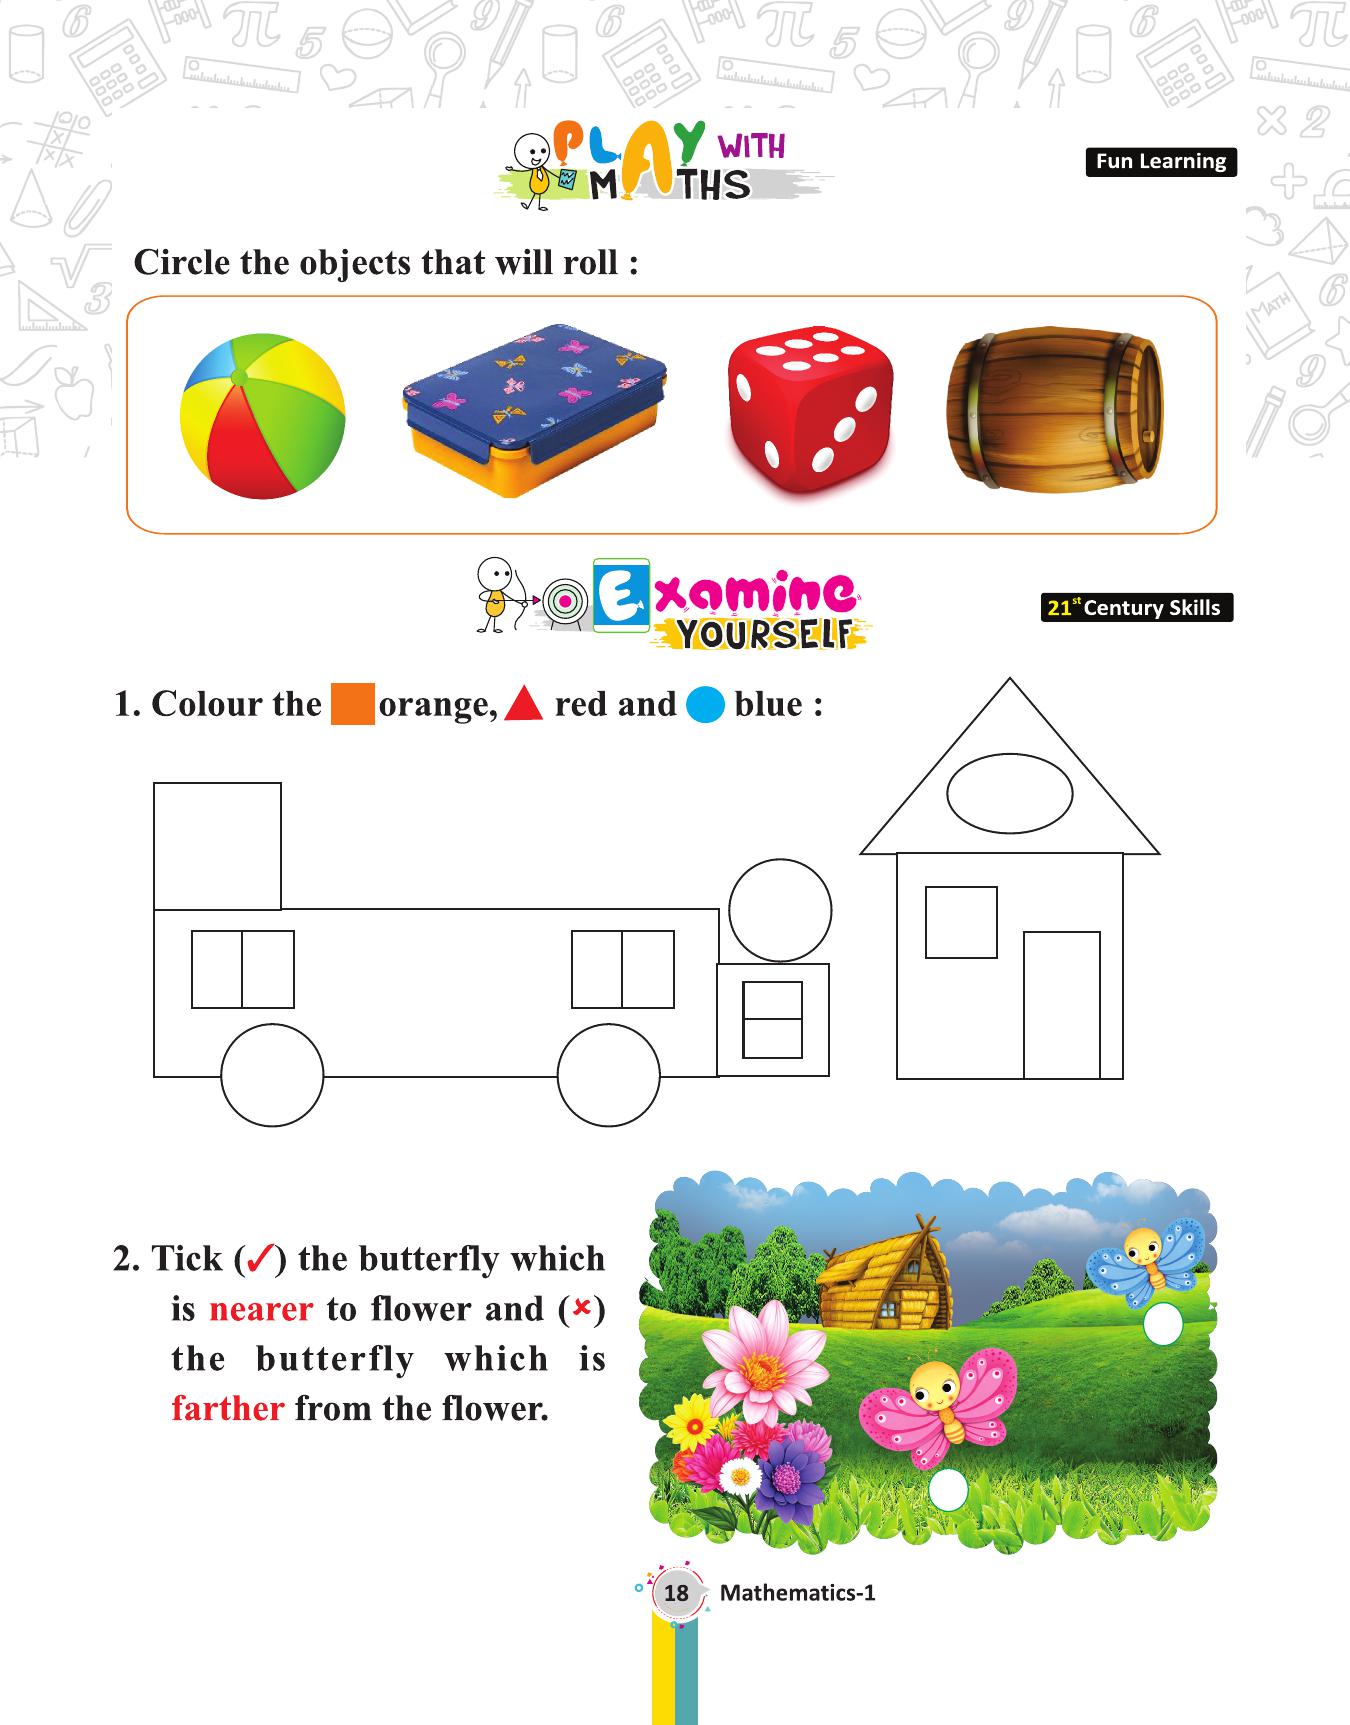 PLAY WITH
MATHS
Fun Learning
Circle the objects that will roll :
Examine
YOURSELF
21st Century Skills
1. Colour the orange, red and blue :
2. Tick (✓) the butterfly which
is nearer to flower and (✗)
the butterfly which is
farther from the flower.
18 Mathematics-1